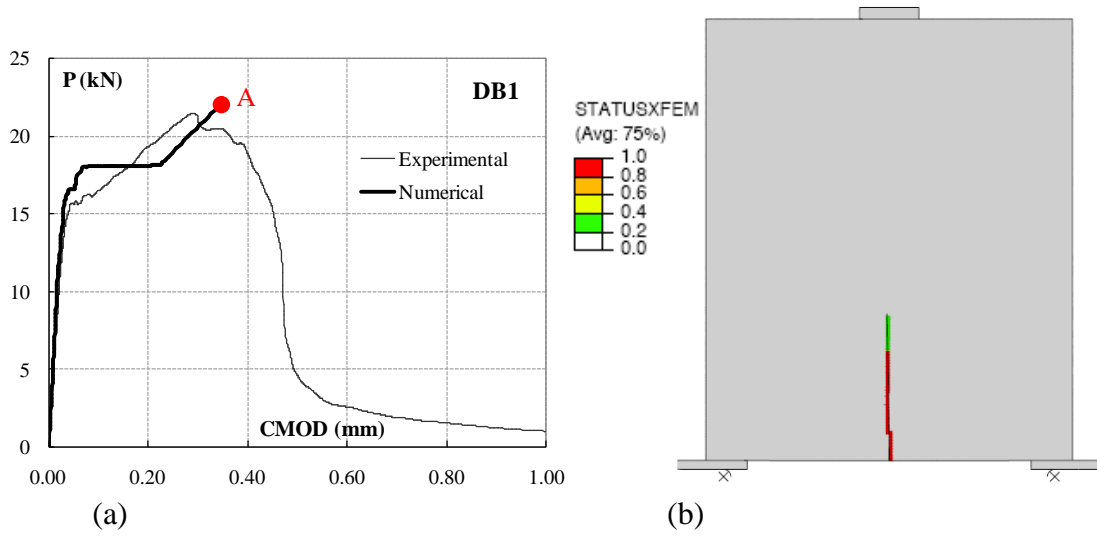 25
20
15
10
5
0
P (kN)
DB1
A
Experimental
Numerical
CMOD (mm)
0.00 0.20 0.40 0.60 0.80 1.00
(a)
STATUSXFEM
(Avg: 75%)
1.0
0.8
0.6
0.4
0.2
0.0
(b)